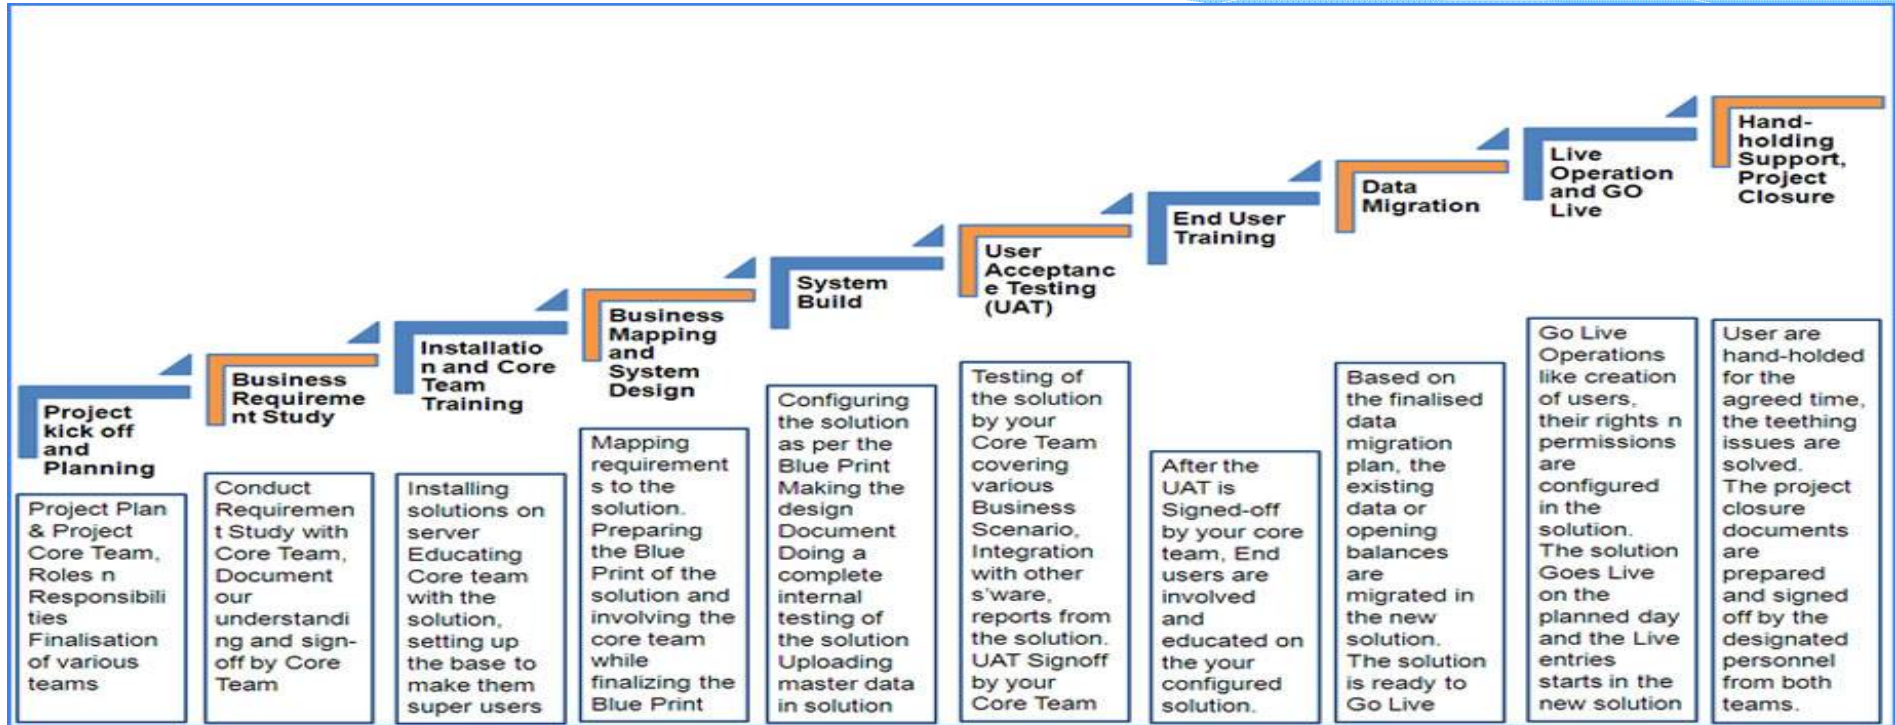 Project
kick off
and
Planning
Project Plan
& Project
Core Team,
Roles n
Responsibili
ties
Finalisation
of various
teams
Business
Requireme
nt Study
Conduct
Requiremen
t Study with
Core Team,
Document
our
understandi
ng and sign-
off by Core
Team
Installatio
n and Core
Team
Training
Installing
solutions on
server
Educating
Core team
with the
solution,
setting up
the base to
make them
super users
Business
Mapping
and
System
Design
Mapping
requirement
s to the
solution.
Preparing
the Blue
Print of the
solution and
involving the
core team
while
finalizing the
Blue Print
System
Build
Configuring
the solution
as per the
Blue Print
Making the
design
Document
Doing a
complete
internal
testing of
the solution
Uploading
master data
in solution
User
Acceptanc
e Testing
(UAT)
Testing of
the solution
by your
Core Team
covering
various
Business
Scenario,
Integration
with other
s'ware,
reports from
the solution.
UAT Signoff
by your
Core Team
End User
Training
After the
UAT is
Signed-off
by your core
team, End
users are
involved
and
educated on
the your
configured
solution.
Data
Migration
Based on
the finalised
data
migration
plan, the
existing
data or
opening
balances
are
migrated in
the new
solution.
The solution
is ready to
Go Live
Live
Operation
and GO
Live
Go Live
Operations
like creation
of users,
their rights n
permissions
are
configured
in the
solution.
The solution
Goes Live
on the
planned day
and the Live
entries
starts in the
new solution
Hand-
holding
Support,
Project
Closure
User are
hand-holded
for the
agreed time,
the teething
issues are
solved.
The project
closure
documents
are
prepared
and signed
off by the
designated
personnel
from both
teams.